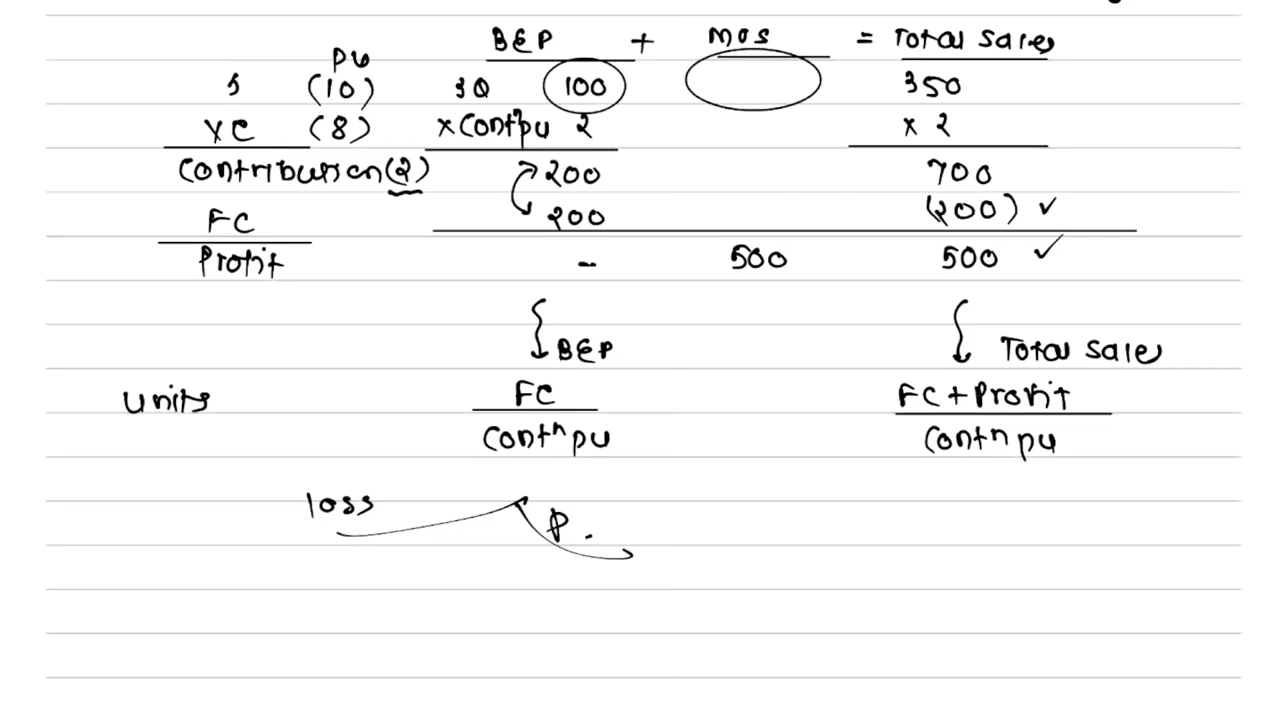 BEP + MOS = Total Sales
PU
S (10) 30 100 350
VC (8) x Contⁿpu 2 x 2
Contribution (2) 200 700
FC 200 (200) ✓
Profit - 500 500 ✓
BEP Total Sales
Units FC FC + Profit
Contⁿ pu Contⁿ pu
loss P.